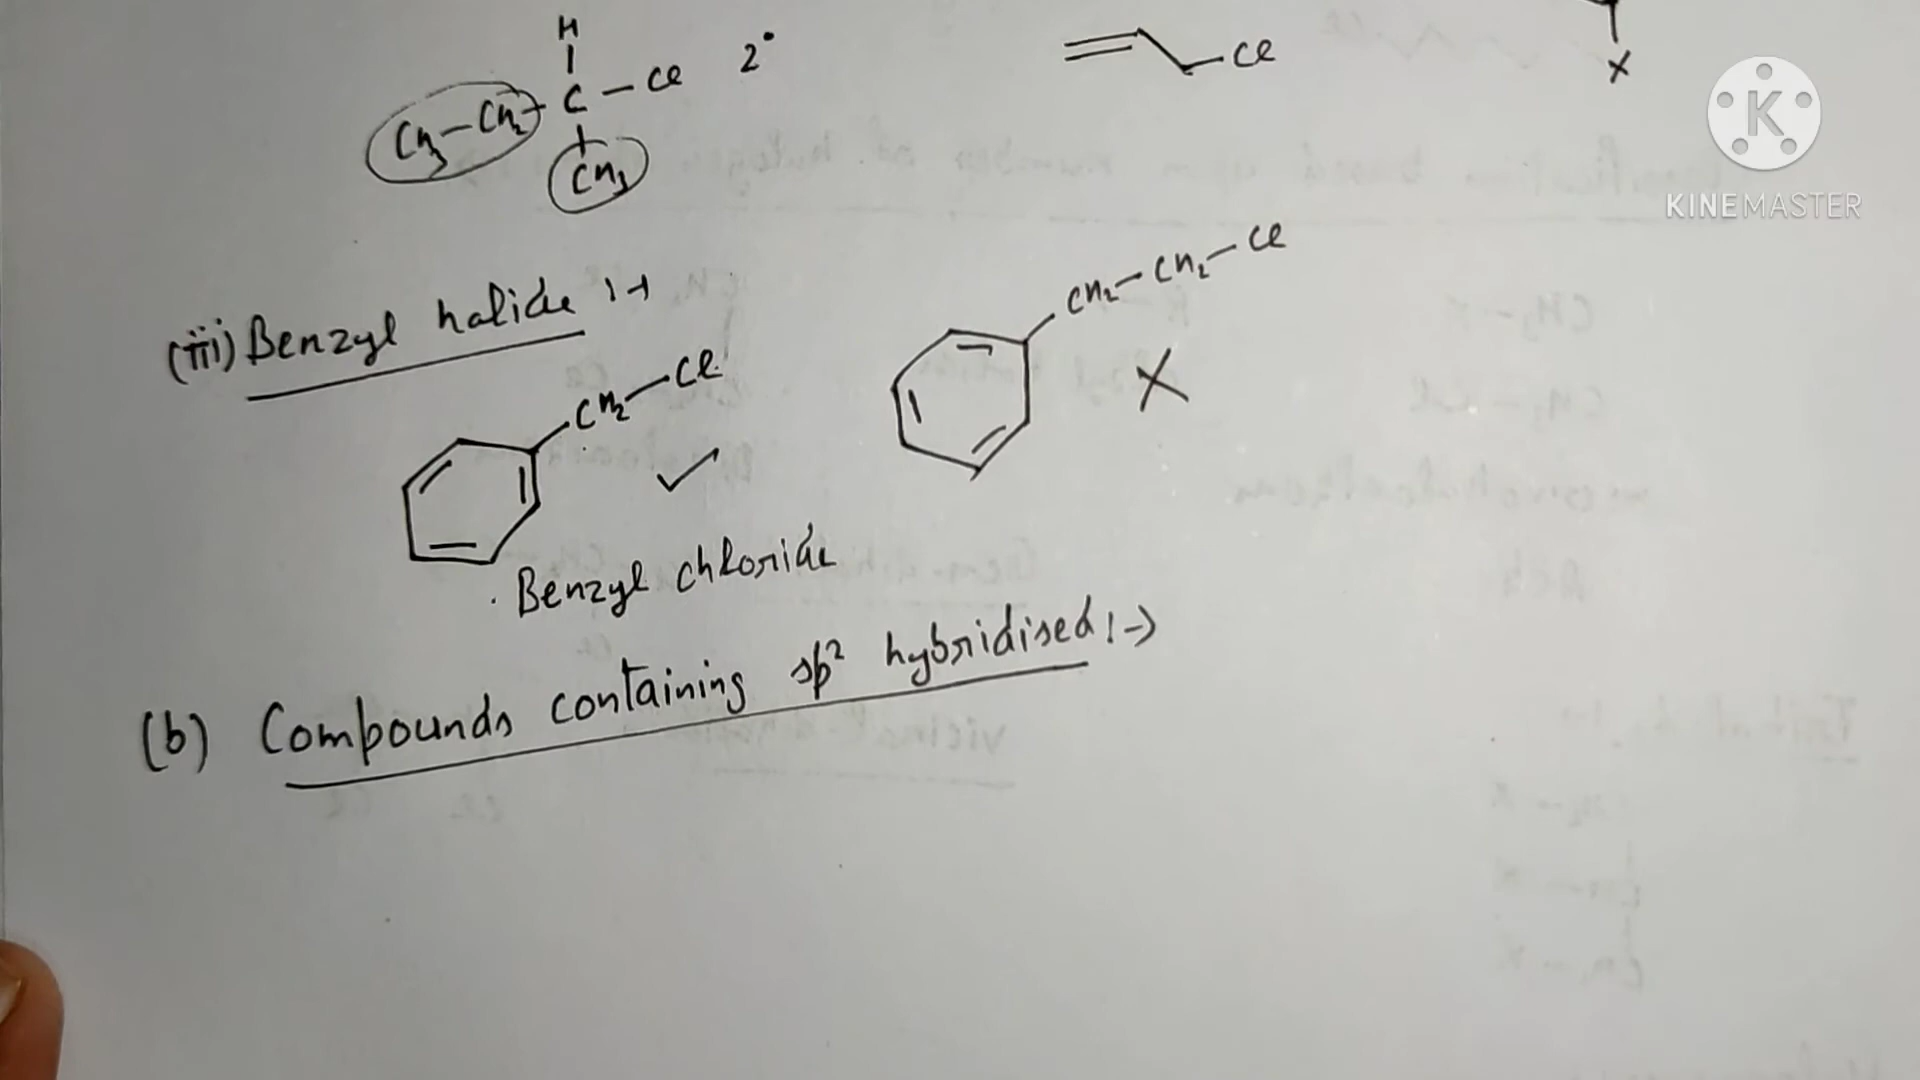 H
CH₃—CH₂—C—Cl 2°
CH₃
Cl
X
KINEMASTER
(iii) Benzyl halide :→
CH₂—Cl
CH₂—CH₂—Cl
X
Benzyl chloride
(b) Compounds containing sp² hybridised :→